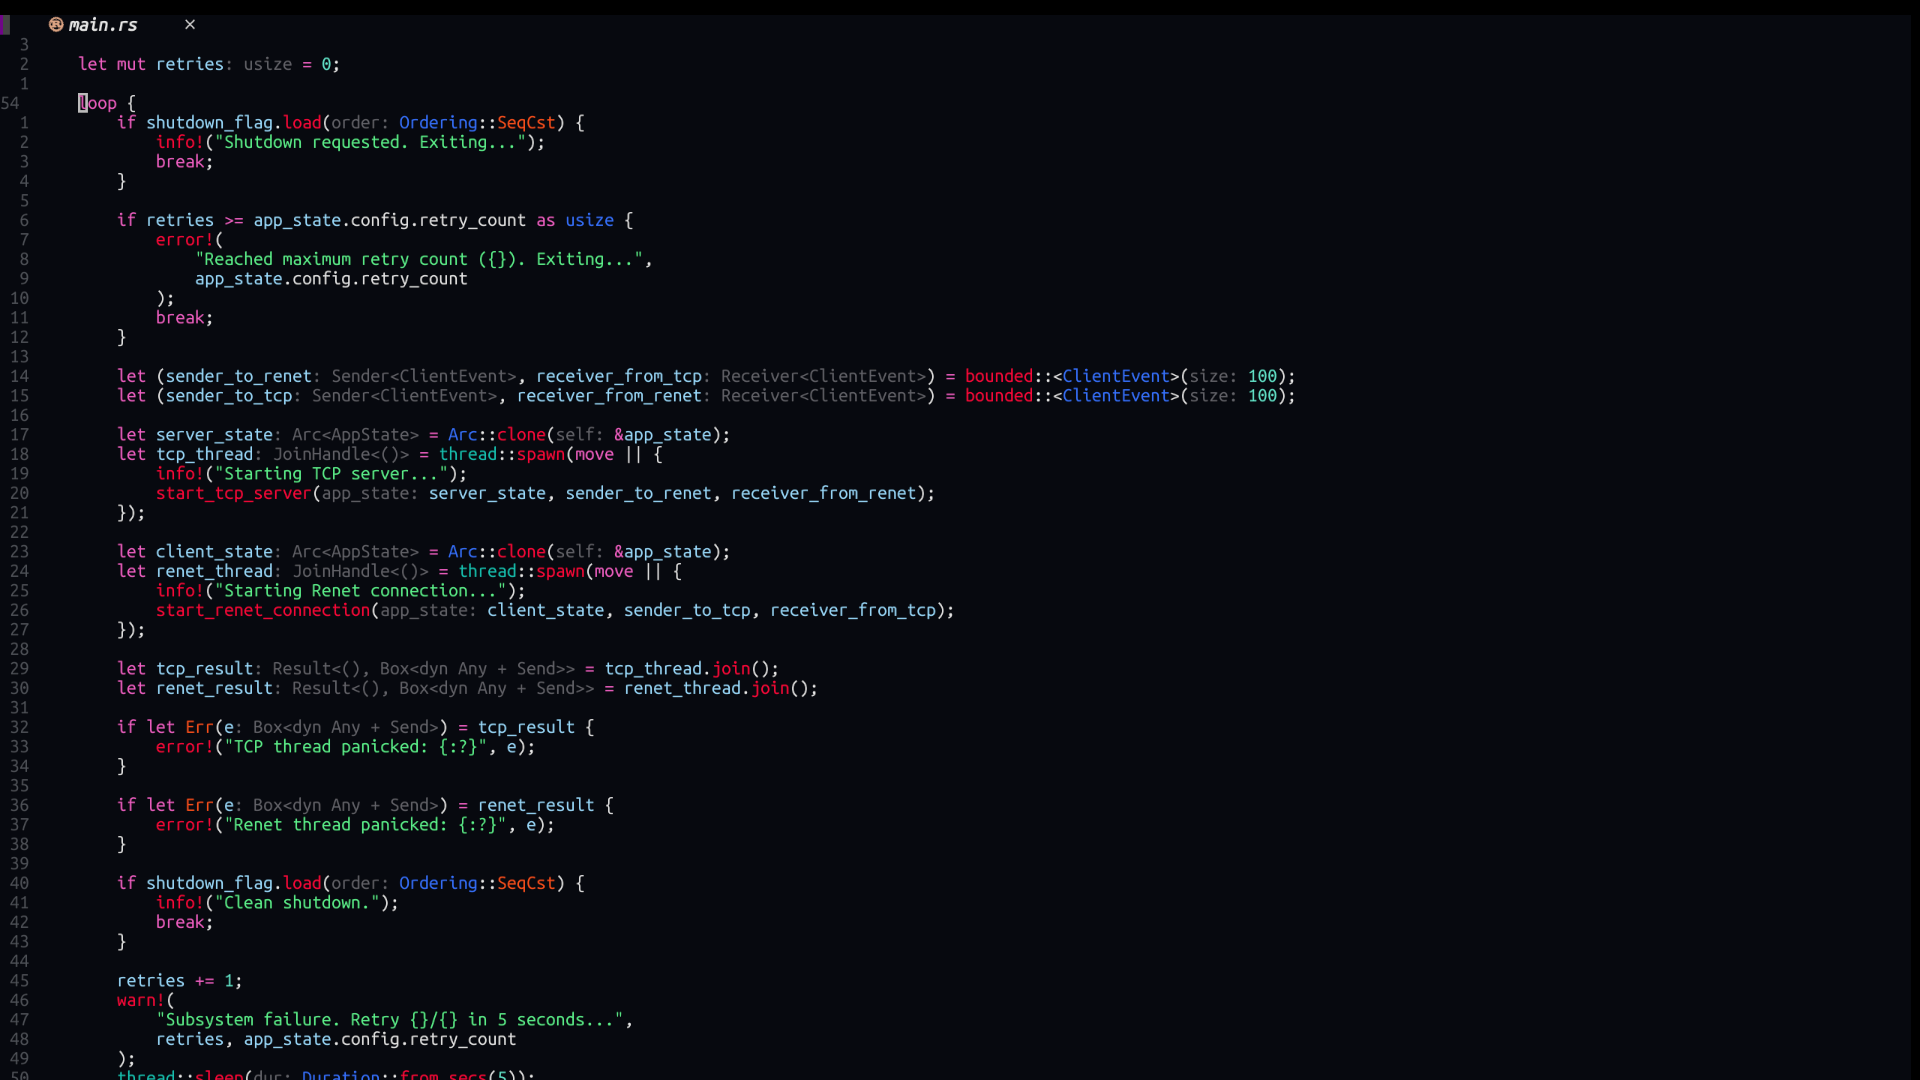 main.rs ×
3
2 let mut retries: usize = 0;
1
54 loop {
1 if shutdown_flag.load(order: Ordering::SeqCst) {
2 info!("Shutdown requested. Exiting...");
3 break;
4 }
5
6 if retries >= app_state.config.retry_count as usize {
7 error!(
8 "Reached maximum retry count ({}). Exiting...",
9 app_state.config.retry_count
10 );
11 break;
12 }
13
14 let (sender_to_renet: Sender<ClientEvent>, receiver_from_tcp: Receiver<ClientEvent>) = bounded::<ClientEvent>(size: 100);
15 let (sender_to_tcp: Sender<ClientEvent>, receiver_from_renet: Receiver<ClientEvent>) = bounded::<ClientEvent>(size: 100);
16
17 let server_state: Arc<AppState> = Arc::clone(self: &app_state);
18 let tcp_thread: JoinHandle<()> = thread::spawn(move || {
19 info!("Starting TCP server...");
20 start_tcp_server(app_state: server_state, sender_to_renet, receiver_from_renet);
21 });
22
23 let client_state: Arc<AppState> = Arc::clone(self: &app_state);
24 let renet_thread: JoinHandle<()> = thread::spawn(move || {
25 info!("Starting Renet connection...");
26 start_renet_connection(app_state: client_state, sender_to_tcp, receiver_from_tcp);
27 });
28
29 let tcp_result: Result<(), Box<dyn Any + Send>> = tcp_thread.join();
30 let renet_result: Result<(), Box<dyn Any + Send>> = renet_thread.join();
31
32 if let Err(e: Box<dyn Any + Send>) = tcp_result {
33 error!("TCP thread panicked: {:?}", e);
34 }
35
36 if let Err(e: Box<dyn Any + Send>) = renet_result {
37 error!("Renet thread panicked: {:?}", e);
38 }
39
40 if shutdown_flag.load(order: Ordering::SeqCst) {
41 info!("Clean shutdown.");
42 break;
43 }
44
45 retries += 1;
46 warn!(
47 "Subsystem failure. Retry {}/{} in 5 seconds...",
48 retries, app_state.config.retry_count
49 );
50 thread::sleep(dur: Duration::from_secs(5));